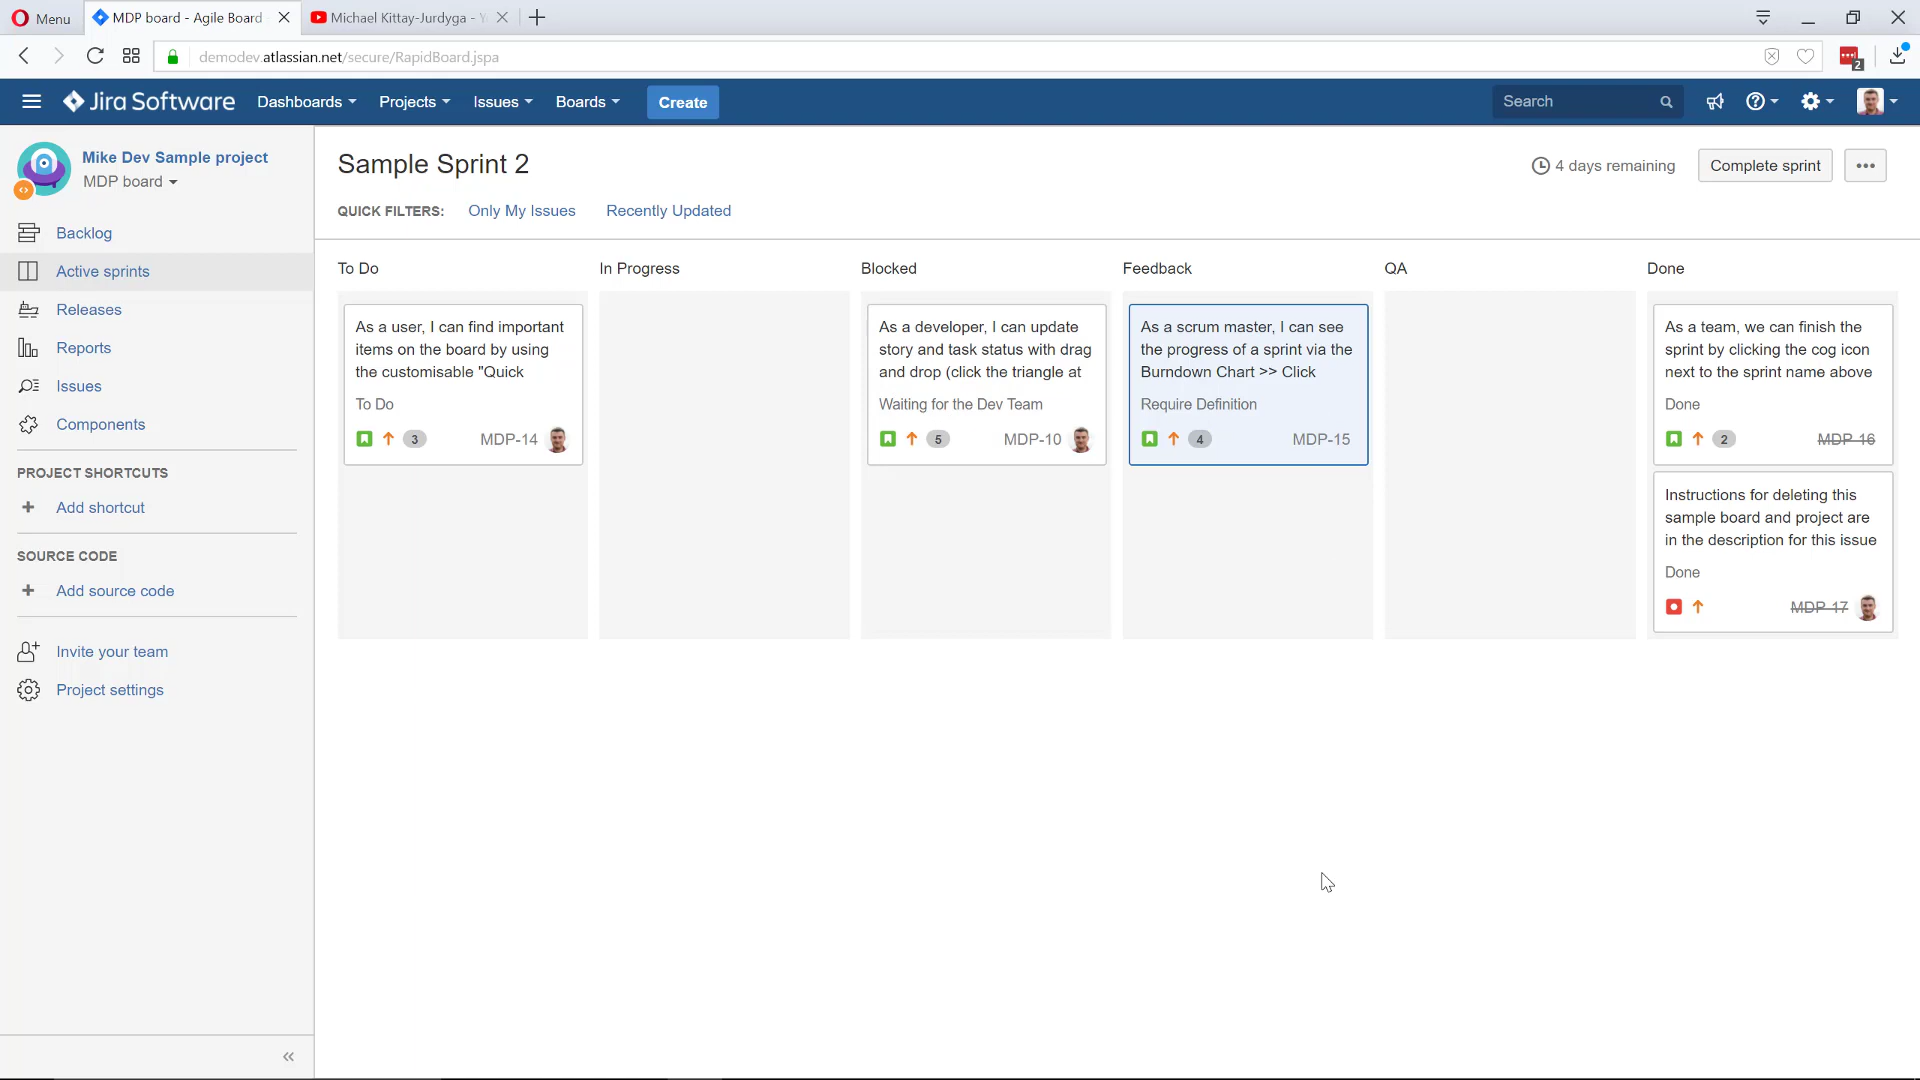 Menu
MDP board - Agile Board
Michael Kittay-Jurdyga -
demodev.atlassian.net/secure/RapidBoard.jspa
2
Jira Software
Dashboards
Projects
Issues
Boards
Create
Search
Mike Dev Sample project
MDP board
Backlog
Active sprints
Releases
Reports
Issues
Components
PROJECT SHORTCUTS
Add shortcut
SOURCE CODE
Add source code
Invite your team
Project settings
Sample Sprint 2
4 days remaining
Complete sprint
QUICK FILTERS:
Only My Issues
Recently Updated
To Do
In Progress
Blocked
Feedback
QA
Done
As a user, I can find important
items on the board by using
the customisable "Quick
To Do
3
MDP-14
As a developer, I can update
story and task status with drag
and drop (click the triangle at
Waiting for the Dev Team
5
MDP-10
As a scrum master, I can see
the progress of a sprint via the
Burndown Chart >> Click
Require Definition
4
MDP-15
As a team, we can finish the
sprint by clicking the cog icon
next to the sprint name above
Done
2
MDP-16
Instructions for deleting this
sample board and project are
in the description for this issue
Done
MDP-17